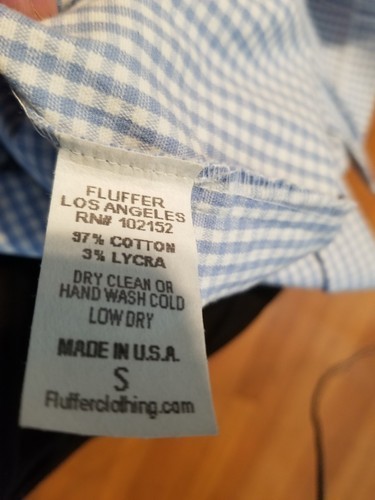 FLUFFER
LOS ANGELES
RN# 102152
97% COTTON
3% LYCRA
DRY CLEAN OR
HAND WASH COLD
LOW DRY
MADE IN U.S.A.
S
Flufferclothing.com